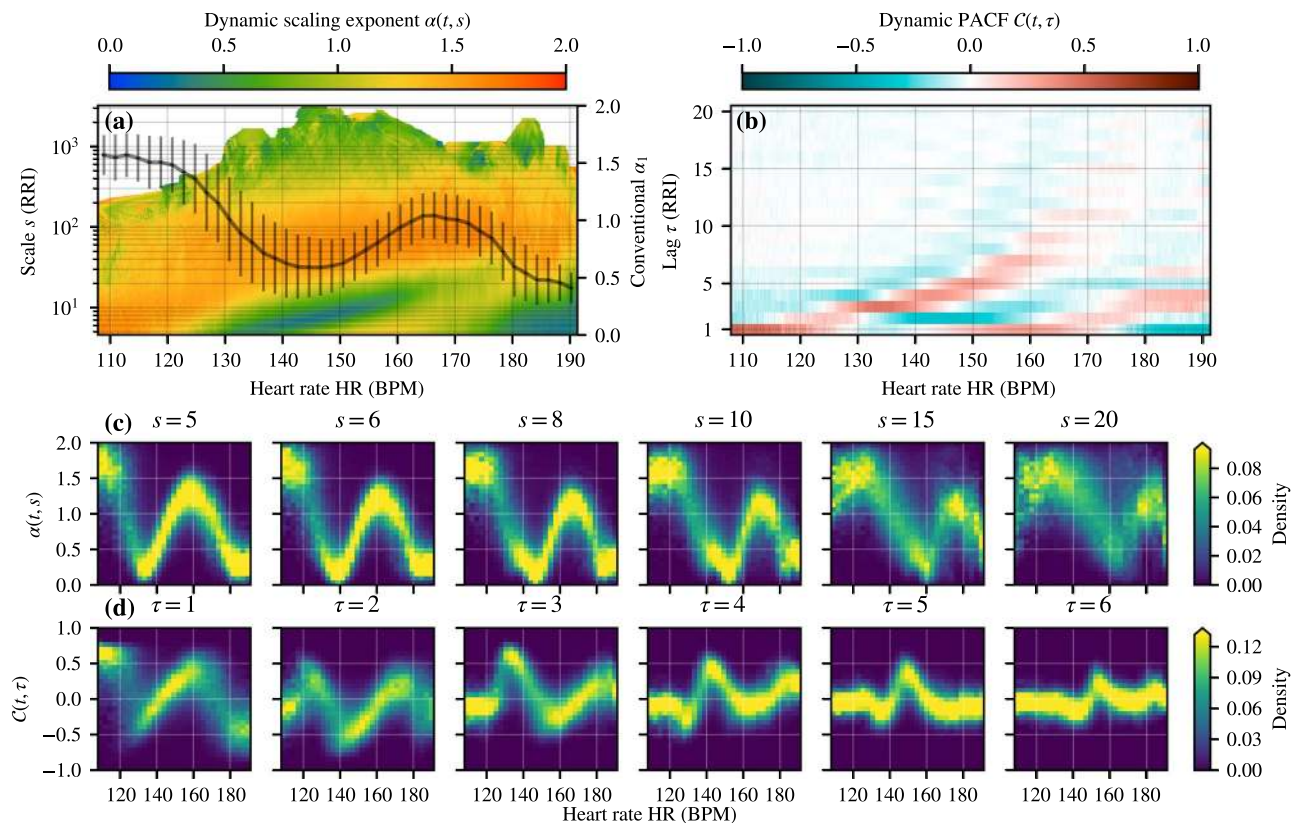 Dynamic scaling exponent α(t, s)
0.0 0.5 1.0 1.5 2.0
Dynamic PACF C(t, τ)
−1.0 −0.5 0.0 0.5 1.0
(a)
10³
10²
10¹
Scale s (RRI)
2.0
1.5
1.0
0.5
0.0
Conventional α₁
110 120 130 140 150 160 170 180 190
Heart rate HR (BPM)
(b)
20
15
10
5
1
Lag τ (RRI)
110 120 130 140 150 160 170 180 190
Heart rate HR (BPM)
(c) s = 5 s = 6 s = 8 s = 10 s = 15 s = 20
2.0
1.5
1.0
0.5
0.0
α(t, s)
0.08
0.06
0.04
0.02
0.00
Density
(d) τ = 1 τ = 2 τ = 3 τ = 4 τ = 5 τ = 6
1.0
0.5
0.0
−0.5
−1.0
C(t, τ)
0.12
0.09
0.06
0.03
0.00
Density
120 140 160 180 120 140 160 180 120 140 160 180 120 140 160 180 120 140 160 180 120 140 160 180
Heart rate HR (BPM)